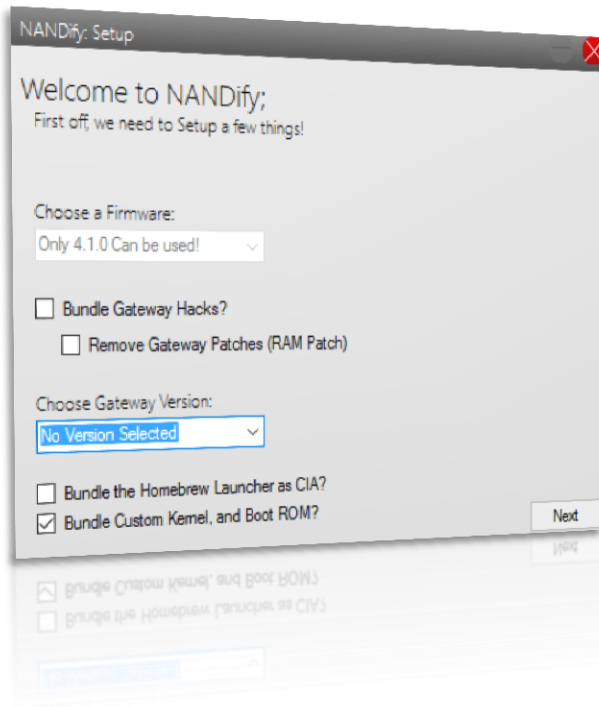 NANDify: Setup
Welcome to NANDify;
First off, we need to Setup a few things!
Choose a Firmware:
Only 4.1.0 Can be used!
Bundle Gateway Hacks?
Remove Gateway Patches (RAM Patch)
Choose Gateway Version:
No Version Selected
Bundle the Homebrew Launcher as CIA?
Bundle Custom Kernel, and Boot ROM?
Next